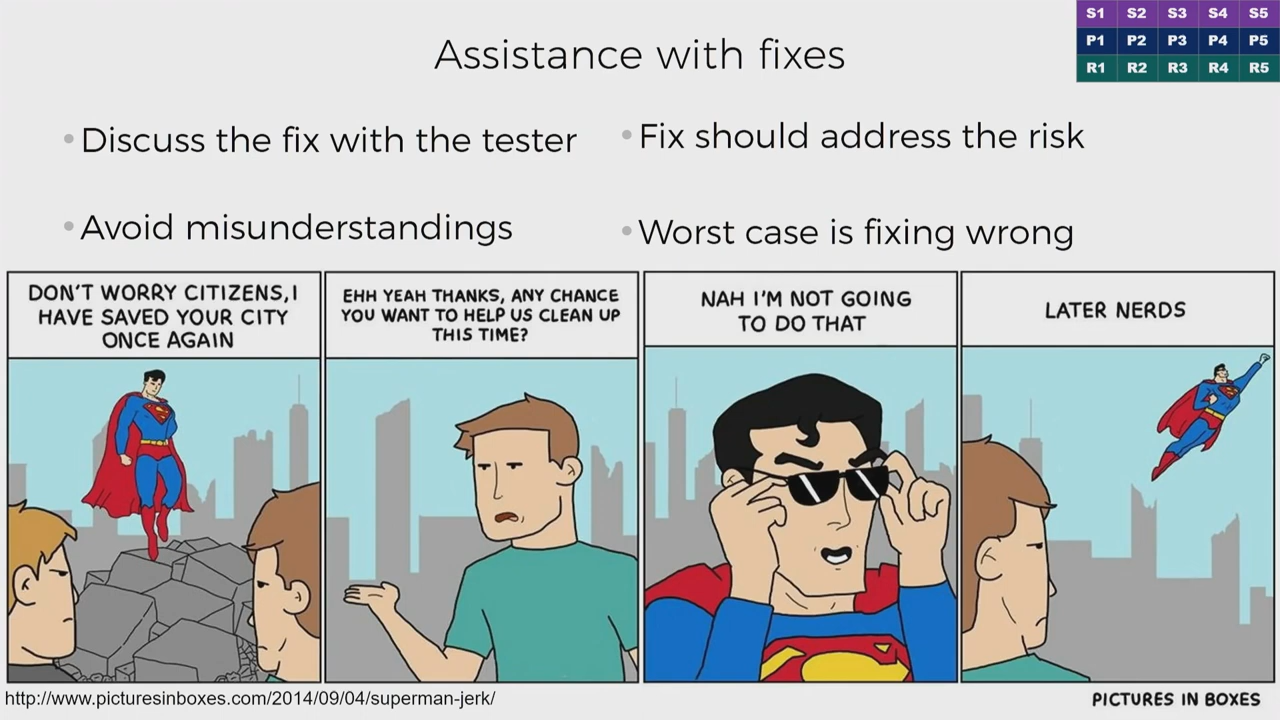 Assistance with fixes
S1 S2 S3 S4 S5
P1 P2 P3 P4 P5
R1 R2 R3 R4 R5
Discuss the fix with the tester
Avoid misunderstandings
Fix should address the risk
Worst case is fixing wrong
DON'T WORRY CITIZENS, I
HAVE SAVED YOUR CITY
ONCE AGAIN
EHH YEAH THANKS, ANY CHANCE
YOU WANT TO HELP US CLEAN UP
THIS TIME?
NAH I'M NOT GOING
TO DO THAT
LATER NERDS
http://www.picturesinboxes.com/2014/09/04/superman-jerk/
PICTURES IN BOXES